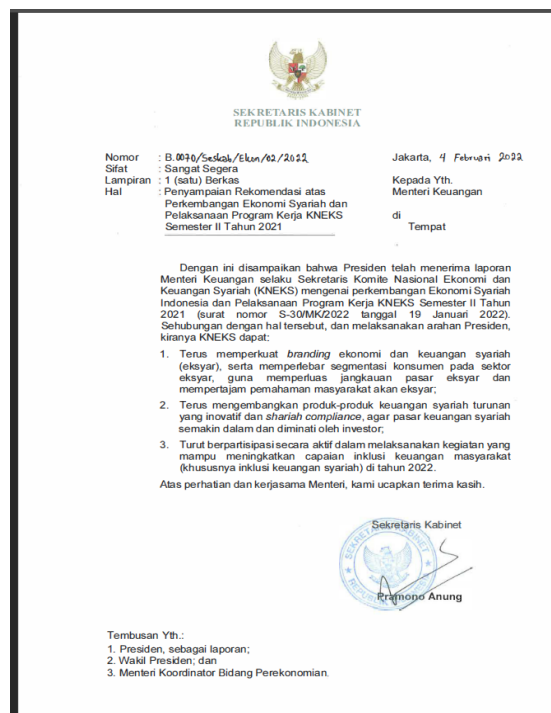 SEKRETARIS KABINET
REPUBLIK INDONESIA
Nomor : B.0070/Seskab/Ekon/02/2022
Jakarta, 4 Februari 2022
Sifat : Sangat Segera
Lampiran : 1 (satu) Berkas
Kepada Yth.
Hal : Penyampaian Rekomendasi atas
Menteri Keuangan
Perkembangan Ekonomi Syariah dan
Pelaksanaan Program Kerja KNEKS
di
Semester II Tahun 2021
Tempat
Dengan ini disampaikan bahwa Presiden telah menerima laporan
Menteri Keuangan selaku Sekretaris Komite Nasional Ekonomi dan
Keuangan Syariah (KNEKS) mengenai perkembangan Ekonomi Syariah
Indonesia dan Pelaksanaan Program Kerja KNEKS Semester II Tahun
2021 (surat nomor S-30/MK/2022 tanggal 19 Januari 2022).
Sehubungan dengan hal tersebut, dan melaksanakan arahan Presiden,
kiranya KNEKS dapat:
1. Terus memperkuat branding ekonomi dan keuangan syariah
(eksyar), serta memperlebar segmentasi konsumen pada sektor
eksyar, guna memperluas jangkauan pasar eksyar dan
mempertajam pemahaman masyarakat akan eksyar;
2. Terus mengembangkan produk-produk keuangan syariah turunan
yang inovatif dan shariah compliance, agar pasar keuangan syariah
semakin dalam dan diminati oleh investor;
3. Turut berpartisipasi secara aktif dalam melaksanakan kegiatan yang
mampu meningkatkan capaian inklusi keuangan masyarakat
(khususnya inklusi keuangan syariah) di tahun 2022.
Atas perhatian dan kerjasama Menteri, kami ucapkan terima kasih.
Sekretaris Kabinet
SEKRETARIS KABINET
REPUBLIK INDONESIA
Pramono Anung
Tembusan Yth.:
1. Presiden, sebagai laporan;
2. Wakil Presiden; dan
3. Menteri Koordinator Bidang Perekonomian.